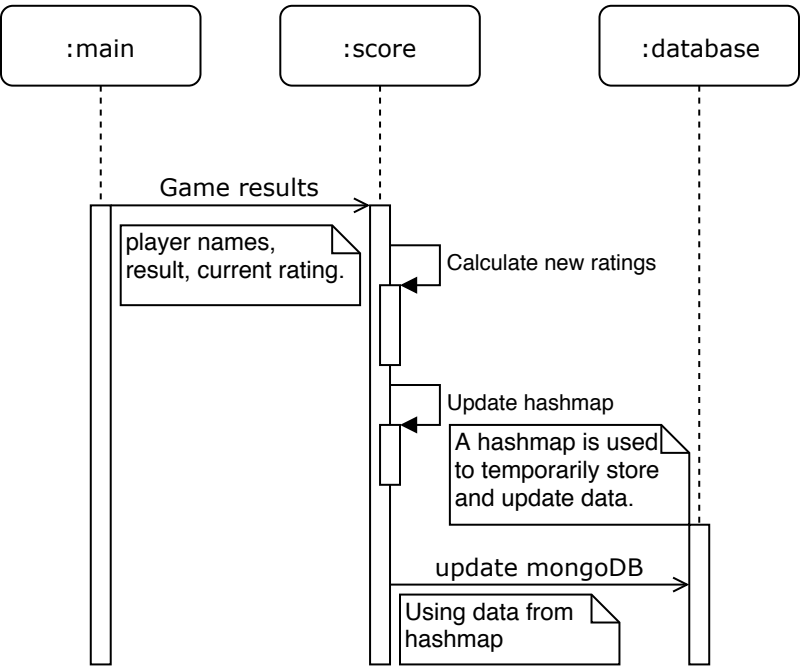 :main
:score
:database
Game results
player names,
result, current rating.
Calculate new ratings
Update hashmap
A hashmap is used
to temporarily store
and update data.
update mongoDB
Using data from
hashmap